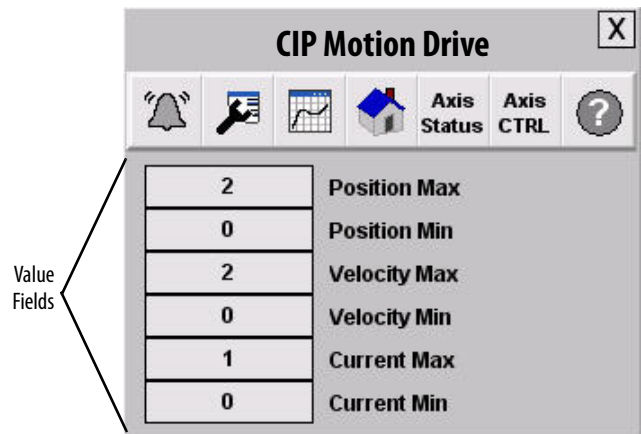 CIP Motion Drive
X
Axis Status
Axis CTRL
?
Value Fields
2 Position Max
0 Position Min
2 Velocity Max
0 Velocity Min
1 Current Max
0 Current Min